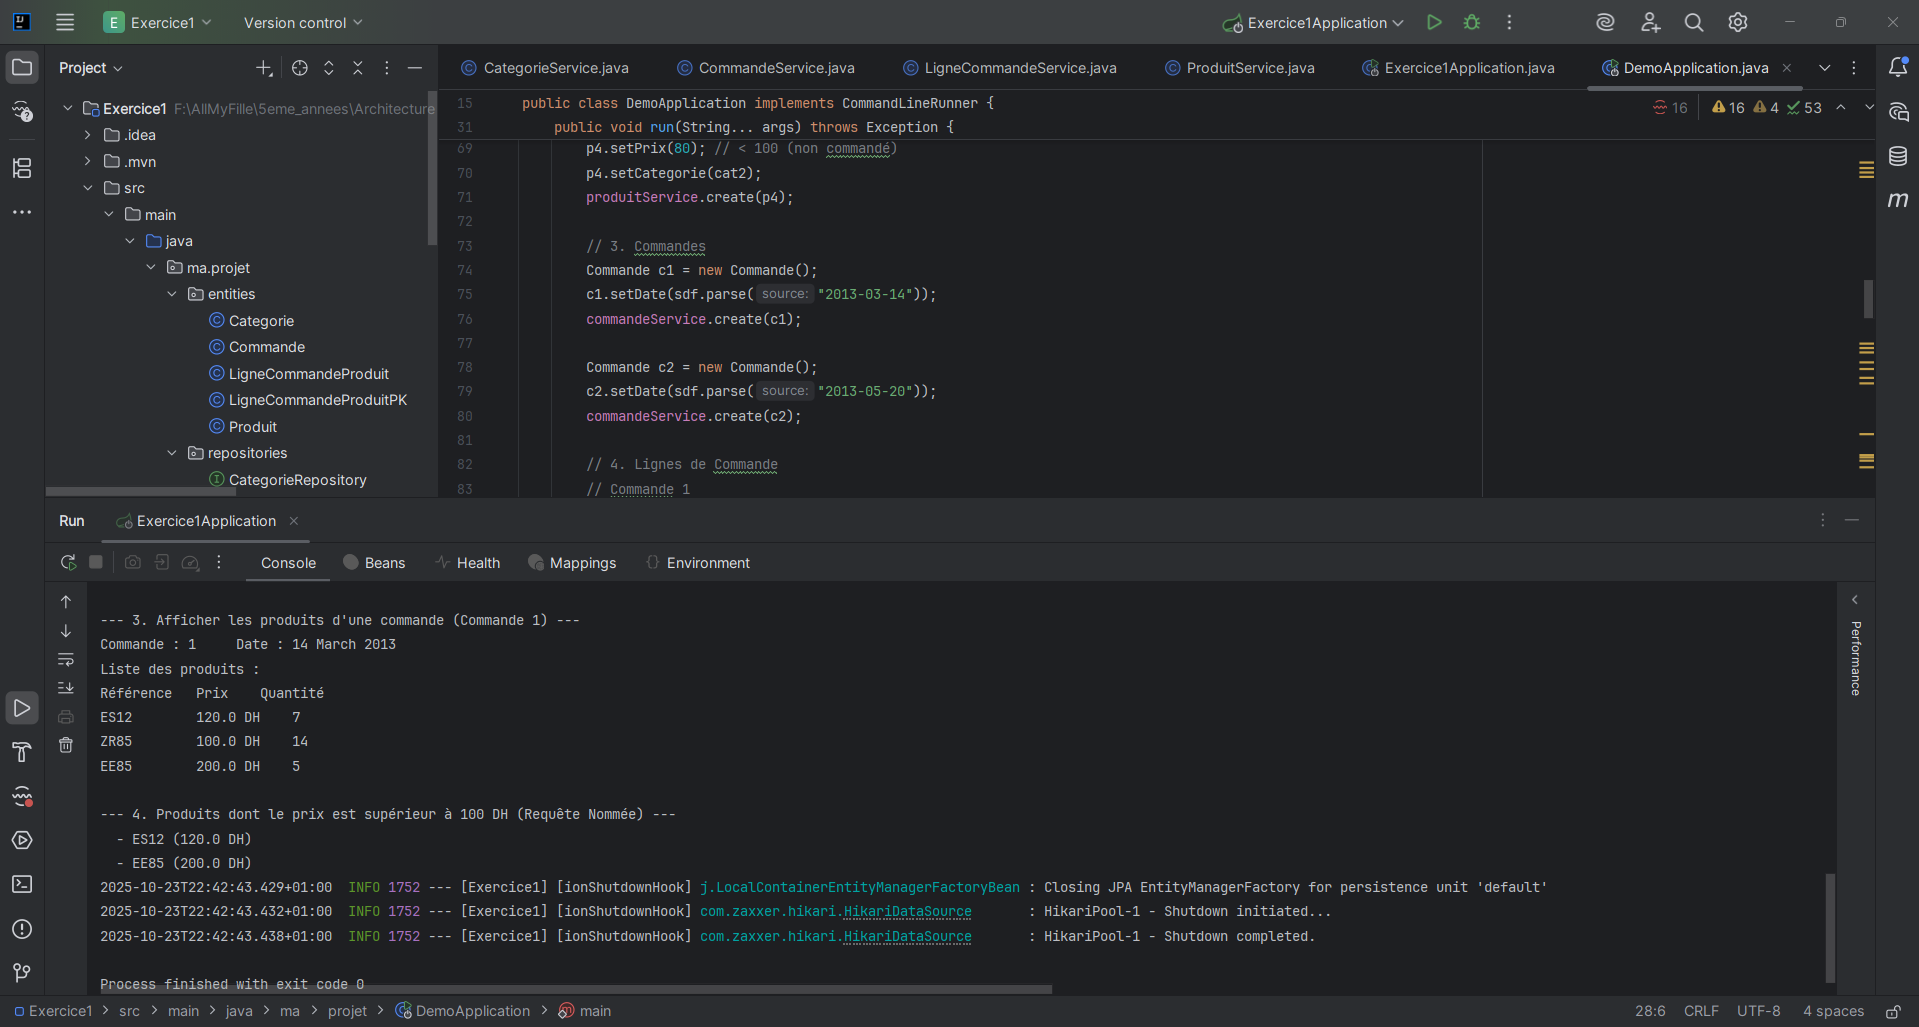 E Exercice1 Version control Exercice1Application
Project
CategorieService.java CommandeService.java LigneCommandeService.java ProduitService.java Exercice1Application.java DemoApplication.java
Exercice1 F:\AllMyFille\5eme_annees\Architecture
.idea
.mvn
src
main
java
ma.projet
entities
Categorie
Commande
LigneCommandeProduit
LigneCommandeProduitPK
Produit
repositories
CategorieRepository
16 16 4 53
15 public class DemoApplication implements CommandLineRunner {
31 public void run(String... args) throws Exception {
69 p4.setPrix(80); // < 100 (non commandé)
70 p4.setCategorie(cat2);
71 produitService.create(p4);
72
73 // 3. Commandes
74 Commande c1 = new Commande();
75 c1.setDate(sdf.parse( source: "2013-03-14"));
76 commandeService.create(c1);
77
78 Commande c2 = new Commande();
79 c2.setDate(sdf.parse( source: "2013-05-20"));
80 commandeService.create(c2);
81
82 // 4. Lignes de Commande
83 // Commande 1
m
Run Exercice1Application
Console Beans Health Mappings Environment
--- 3. Afficher les produits d'une commande (Commande 1) ---
Commande : 1 Date : 14 March 2013
Liste des produits :
Référence Prix Quantité
ES12 120.0 DH 7
ZR85 100.0 DH 14
EE85 200.0 DH 5
--- 4. Produits dont le prix est supérieur à 100 DH (Requête Nommée) ---
- ES12 (120.0 DH)
- EE85 (200.0 DH)
2025-10-23T22:42:43.429+01:00 INFO 1752 --- [Exercice1] [ionShutdownHook] j.LocalContainerEntityManagerFactoryBean : Closing JPA EntityManagerFactory for persistence unit 'default'
2025-10-23T22:42:43.432+01:00 INFO 1752 --- [Exercice1] [ionShutdownHook] com.zaxxer.hikari.HikariDataSource : HikariPool-1 - Shutdown initiated...
2025-10-23T22:42:43.438+01:00 INFO 1752 --- [Exercice1] [ionShutdownHook] com.zaxxer.hikari.HikariDataSource : HikariPool-1 - Shutdown completed.
Process finished with exit code 0
Performance
Exercice1 > src > main > java > ma > projet > DemoApplication > main
28:6 CRLF UTF-8 4 spaces